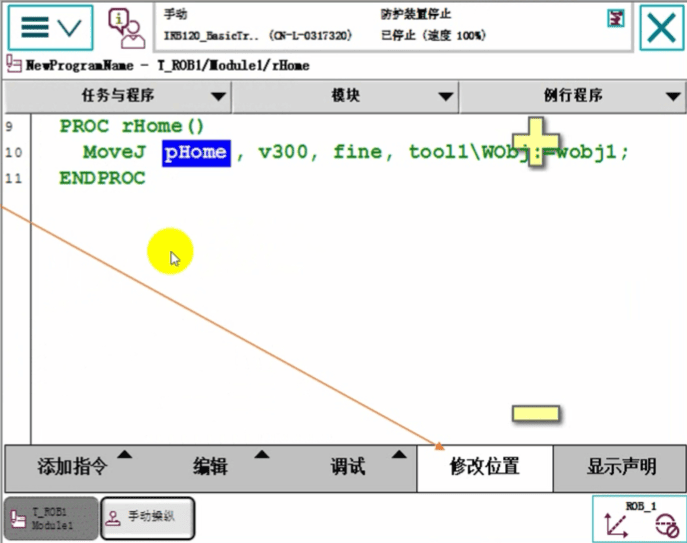 手动
防护装置停止
IRB120_BasicTr.. (CN-L-0317320)
已停止 (速度 100%)
NewProgramName - T_ROB1/Module1/rHome
任务与程序
模块
例行程序
9 PROC rHome()
10 MoveJ pHome, v300, fine, tool1\WObj:=wobj1;
11 ENDPROC
添加指令
编辑
调试
修改位置
显示声明
T_ROB1
Module1
手动操纵
ROB_1